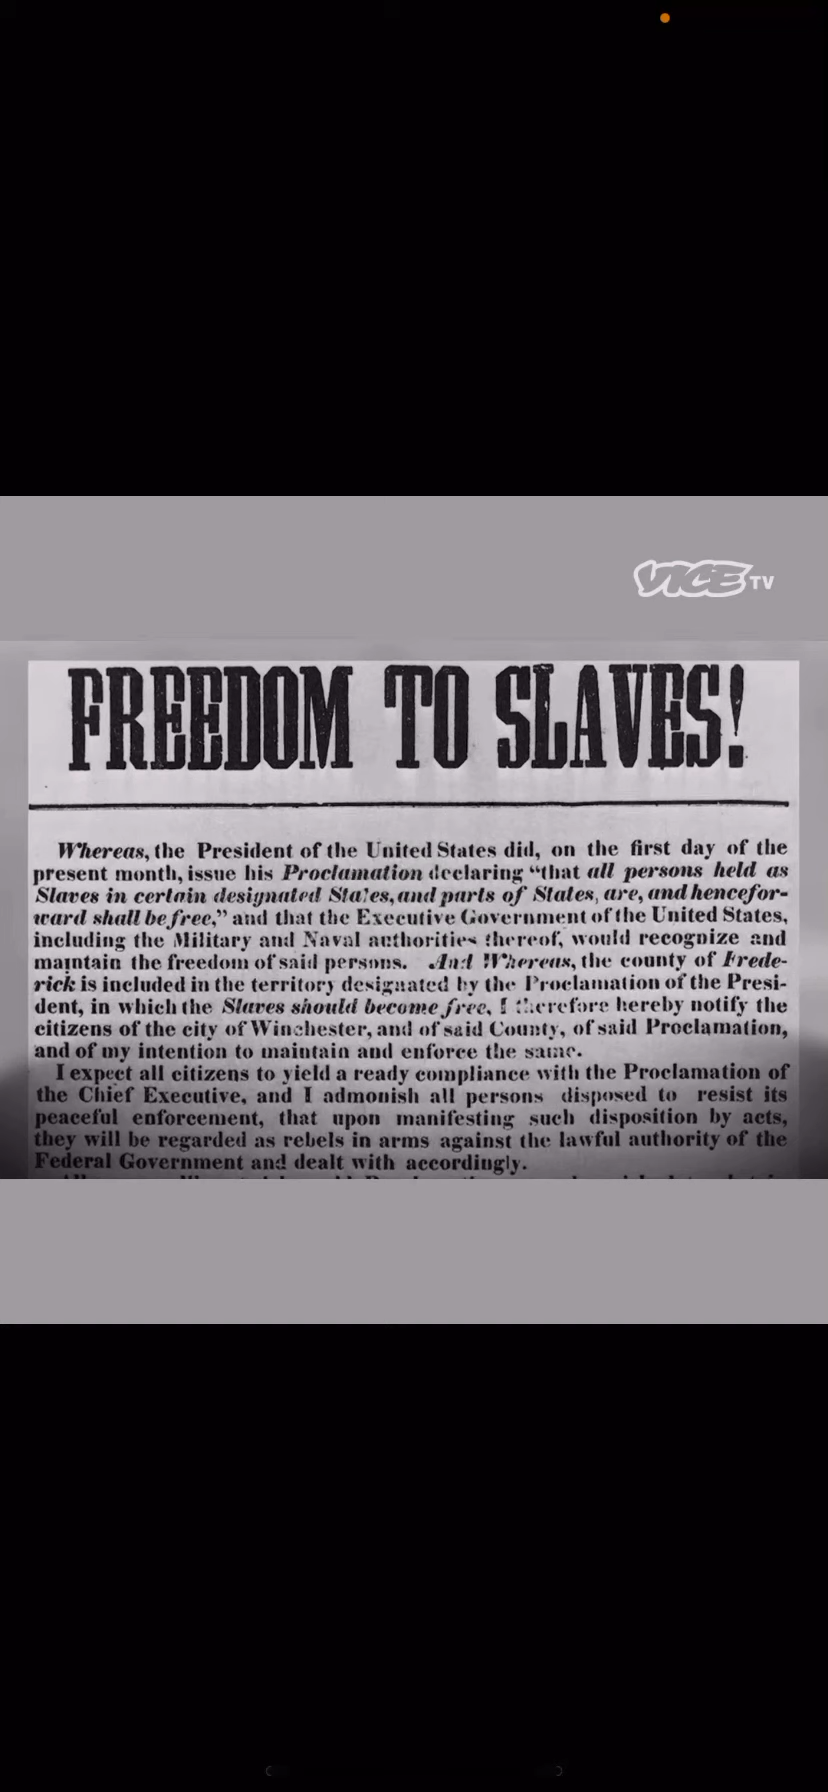 VICE TV
FREEDOM TO SLAVES!
Whereas, the President of the United States did, on the first day of the
present month, issue his Proclamation declaring “that all persons held as
Slaves in certain designated States, and parts of States, are, and hencefor-
ward shall be free,” and that the Executive Government of the United States,
including the Military and Naval authorities thereof, would recognize and
maintain the freedom of said persons. And Whereas, the county of Frede-
rick is included in the territory designated by the Proclamation of the Presi-
dent, in which the Slaves should become free, I therefore hereby notify the
citizens of the city of Winchester, and of said County, of said Proclamation,
and of my intention to maintain and enforce the same.
I expect all citizens to yield a ready compliance with the Proclamation of
the Chief Executive, and I admonish all persons disposed to resist its
peaceful enforcement, that upon manifesting such disposition by acts,
they will be regarded as rebels in arms against the lawful authority of the
Federal Government and dealt with accordingly.